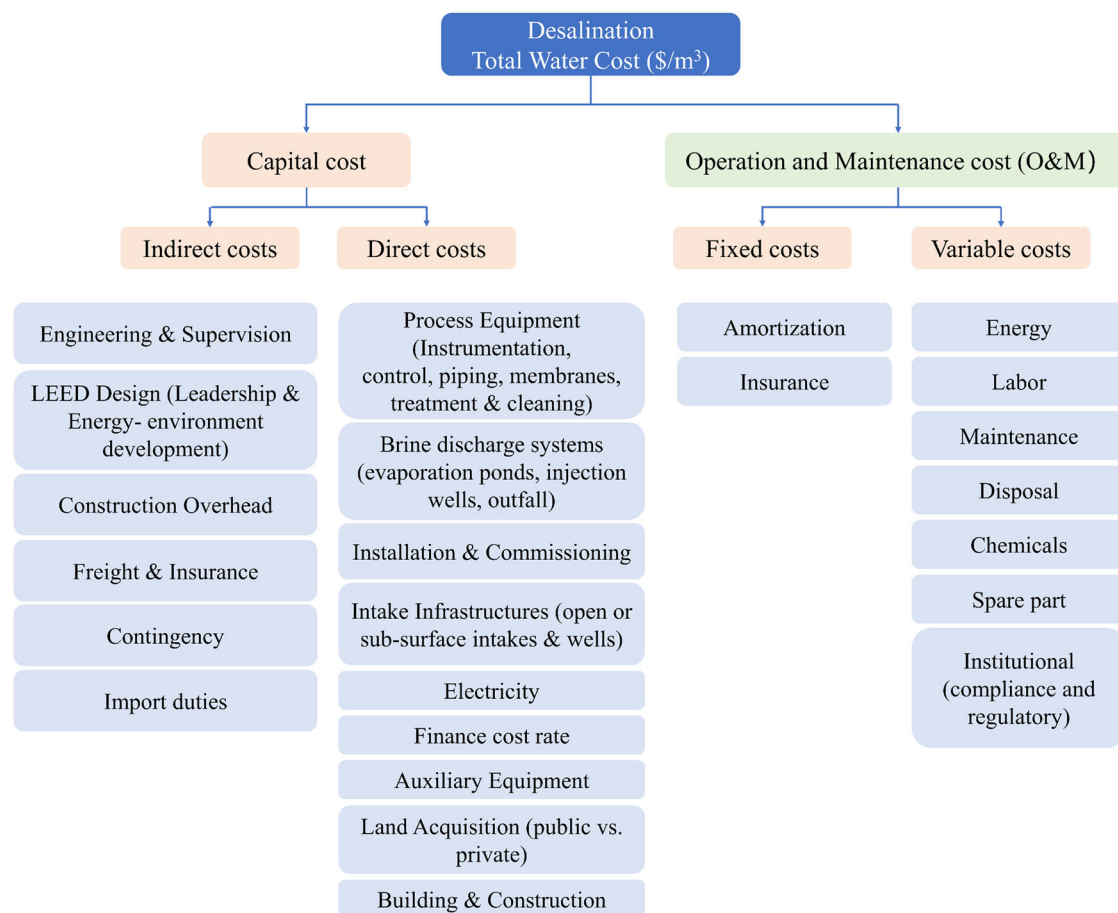 Desalination
Total Water Cost ($/m³)
Capital cost
Operation and Maintenance cost (O&M)
Indirect costs
Direct costs
Fixed costs
Variable costs
Engineering & Supervision
LEED Design (Leadership &
Energy- environment
development)
Construction Overhead
Freight & Insurance
Contingency
Import duties
Process Equipment
(Instrumentation,
control, piping, membranes,
treatment & cleaning)
Brine discharge systems
(evaporation ponds, injection
wells, outfall)
Installation & Commissioning
Intake Infrastructures (open or
sub-surface intakes & wells)
Electricity
Finance cost rate
Auxiliary Equipment
Land Acquisition (public vs.
private)
Building & Construction
Amortization
Insurance
Energy
Labor
Maintenance
Disposal
Chemicals
Spare part
Institutional
(compliance and
regulatory)